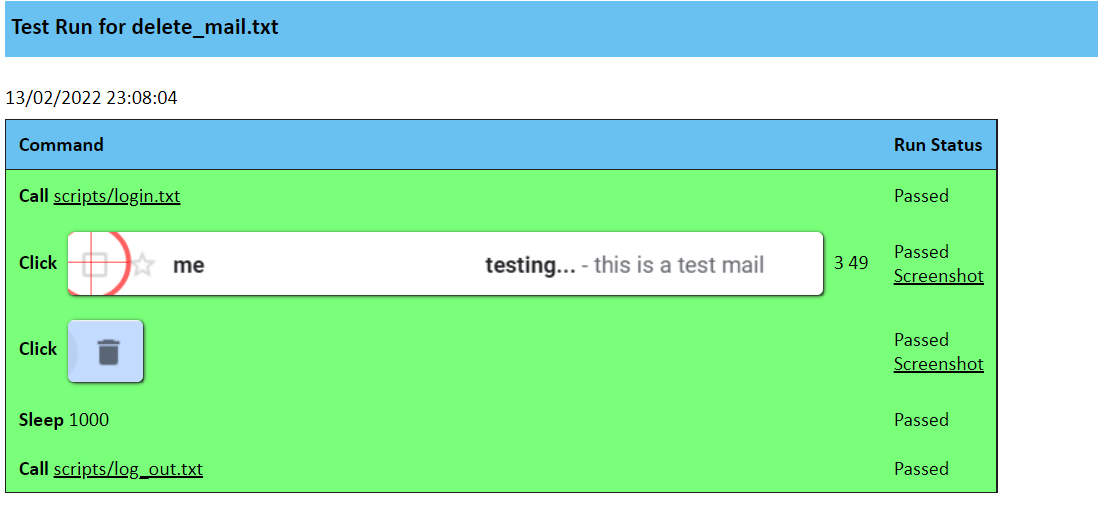 Test Run for delete_mail.txt
13/02/2022 23:08:04
Command Run Status
Call scripts/login.txt Passed
Click me testing... - this is a test mail 3 49 Passed
Screenshot
Click Passed
Screenshot
Sleep 1000 Passed
Call scripts/log_out.txt Passed